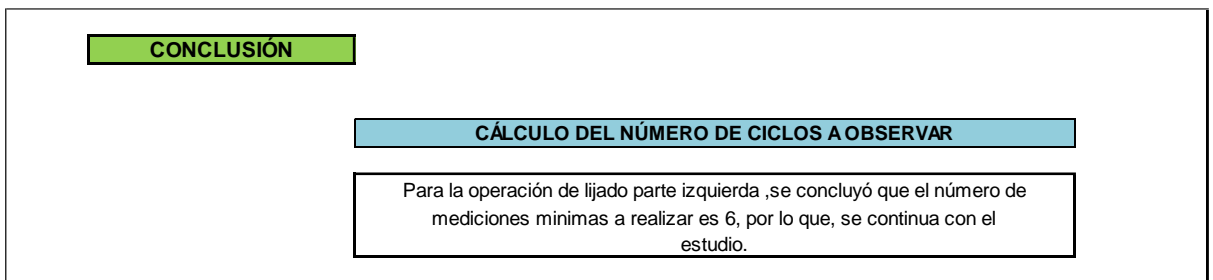 CONCLUSIÓN
CÁLCULO DEL NÚMERO DE CICLOS A OBSERVAR
Para la operación de lijado parte izquierda ,se concluyó que el número de
mediciones minimas a realizar es 6, por lo que, se continua con el
estudio.